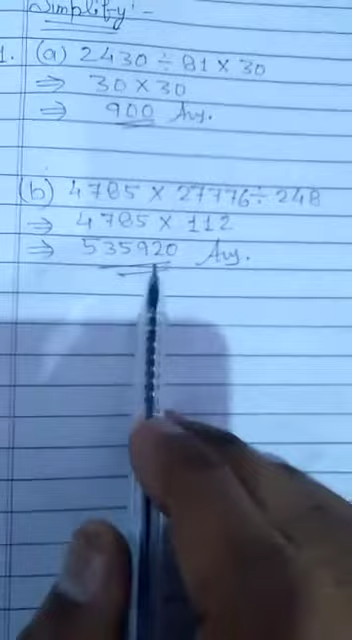 Simplify:-
1. (a) 2430 ÷ 81 × 30
⇒ 30 × 30
⇒ 900 Ans.
(b) 4785 × 27776 ÷ 248
⇒ 4785 × 112
⇒ 535920 Ans.